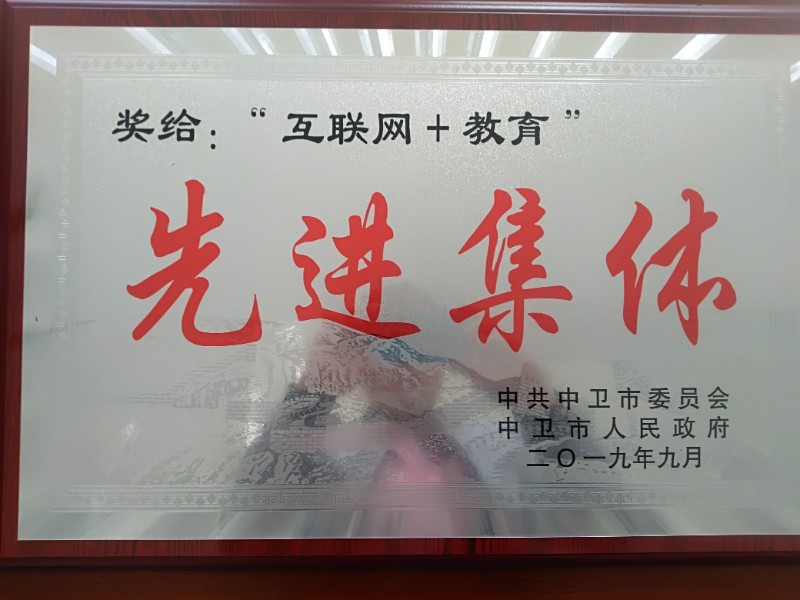 奖给：“互联网＋教育”
先进集体
中共中卫市委员会
中卫市人民政府
二〇一九年九月